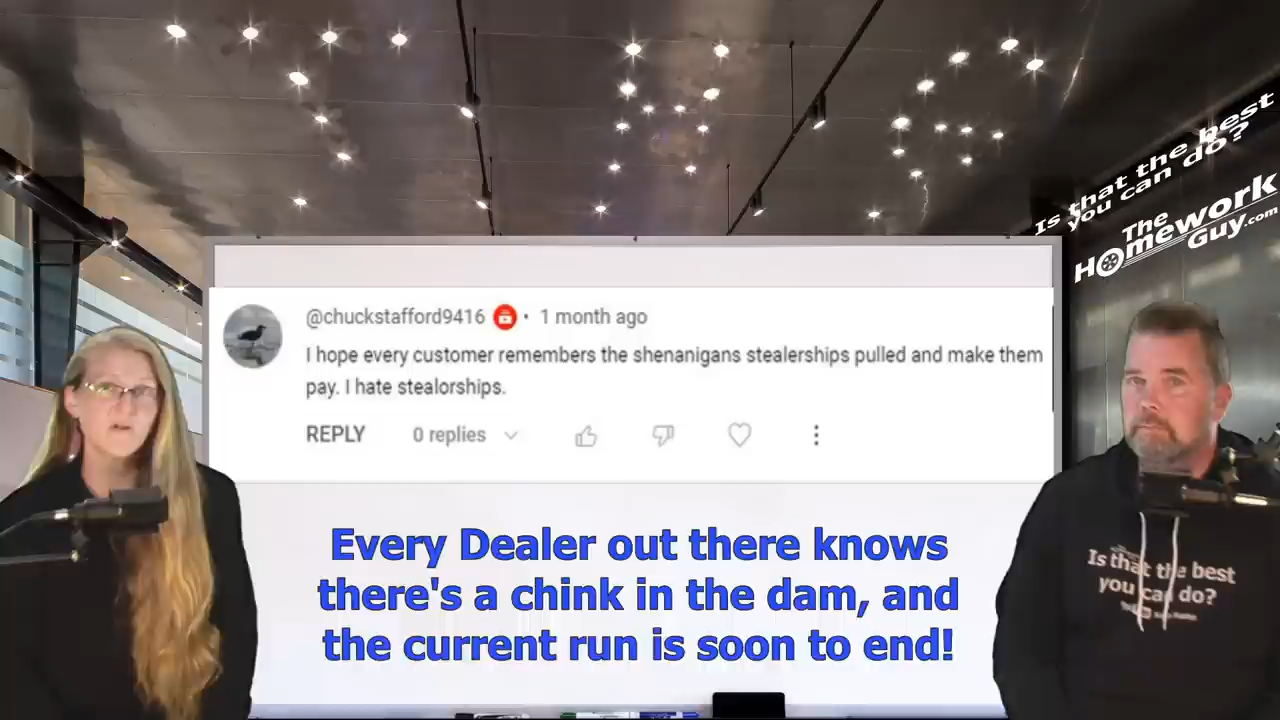 Is that the best
you can do?
The
Homework
Guy.com
@chuckstafford9416 • 1 month ago
I hope every customer remembers the shenanigans stealerships pulled and make them
pay. I hate stealorships.
REPLY 0 replies
Every Dealer out there knows
there's a chink in the dam, and
the current run is soon to end!
Is that the best
you can do?